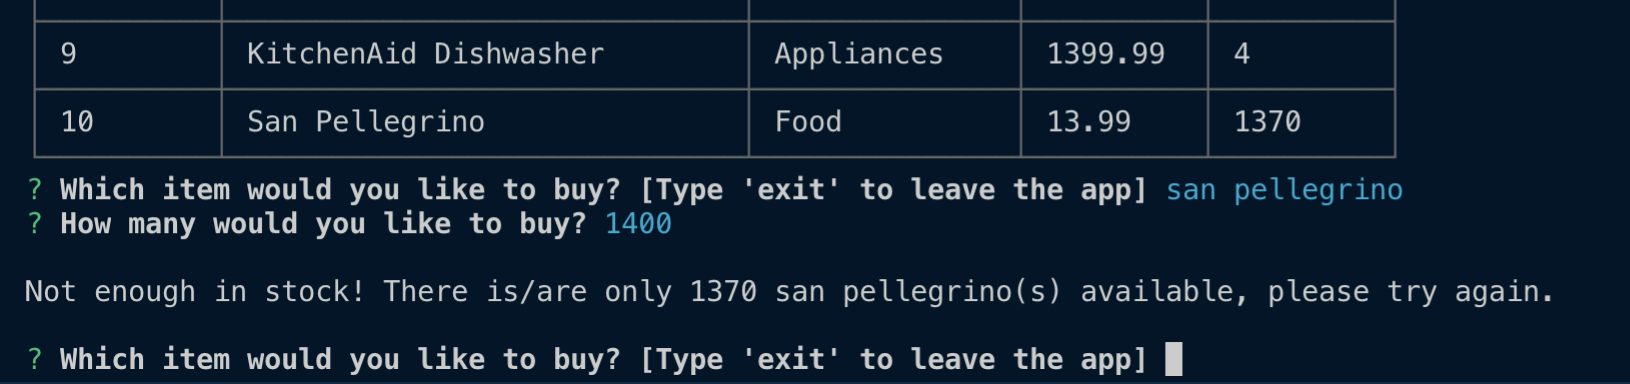 9 KitchenAid Dishwasher Appliances 1399.99 4
10 San Pellegrino Food 13.99 1370
? Which item would you like to buy? [Type 'exit' to leave the app] san pellegrino
? How many would you like to buy? 1400
Not enough in stock! There is/are only 1370 san pellegrino(s) available, please try again.
? Which item would you like to buy? [Type 'exit' to leave the app]